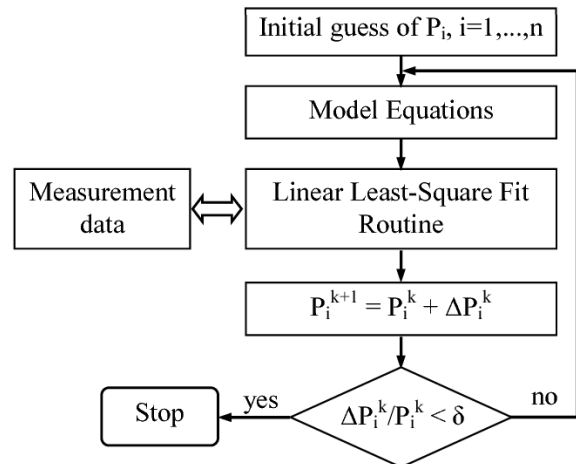 Initial guess of Pᵢ, i=1,...,n
Model Equations
Measurement
data
Linear Least-Square Fit
Routine
Pᵢᵏ⁺¹ = Pᵢᵏ + ΔPᵢᵏ
Stop
yes
ΔPᵢᵏ/Pᵢᵏ < δ
no